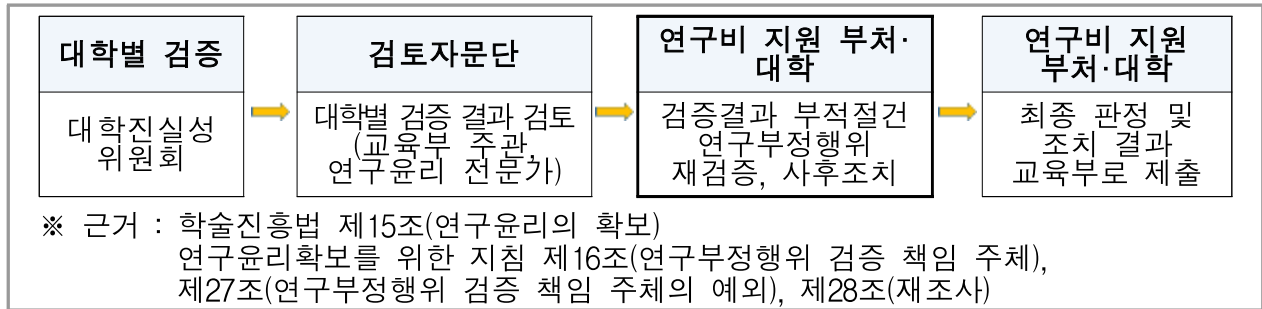 대학별 검증
대학진실성
위원회
검토자문단
대학별 검증 결과 검토
(교육부 주관,
연구윤리 전문가)
연구비 지원 부처·
대학
검증결과 부적절건
연구부정행위
재검증, 사후조치
연구비 지원
부처·대학
최종 판정 및
조치 결과
교육부로 제출
※ 근거 : 학술진흥법 제15조(연구윤리의 확보)
연구윤리확보를 위한 지침 제16조(연구부정행위 검증 책임 주체),
제27조(연구부정행위 검증 책임 주체의 예외), 제28조(재조사)